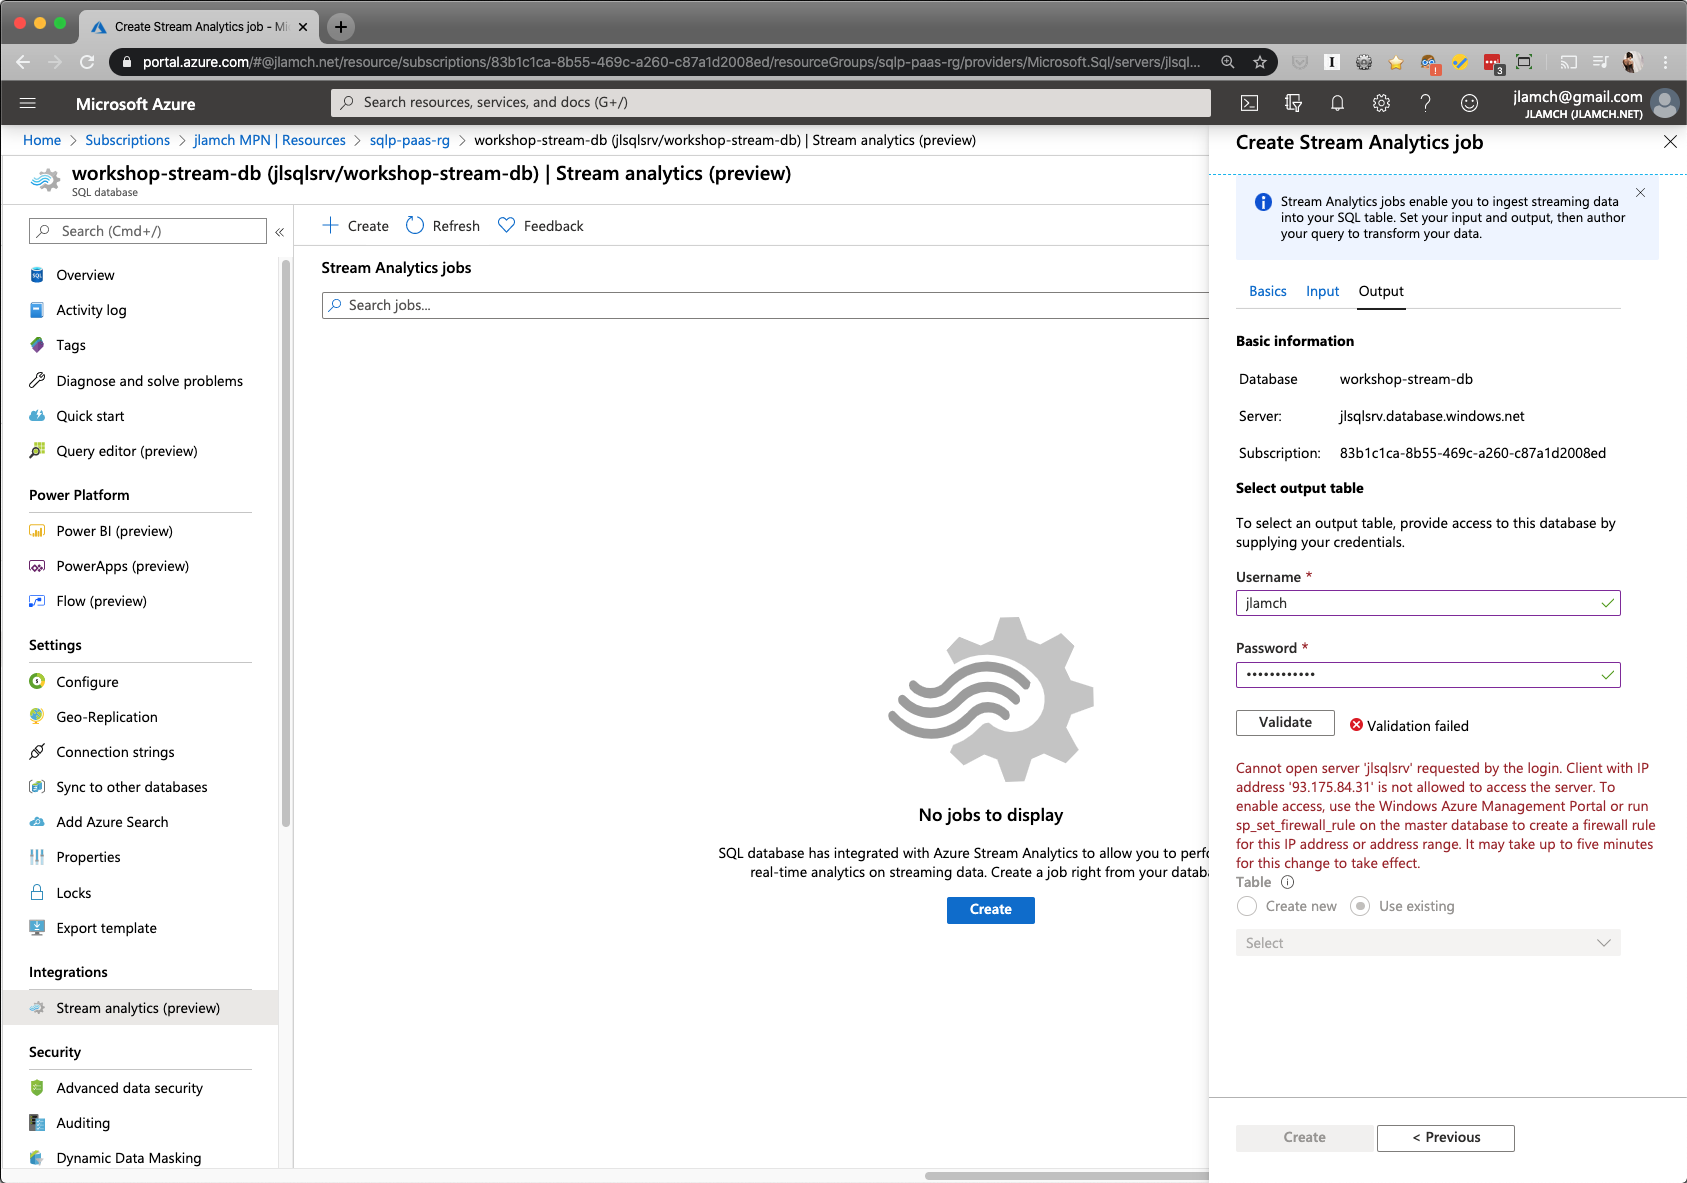 Create Stream Analytics job - Mi
portal.azure.com/#@jlamch.net/resource/subscriptions/83b1c1ca-8b55-469c-a260-c87a1d2008ed/resourceGroups/sqlp-paas-rg/providers/Microsoft.Sql/servers/jlsql...
Microsoft Azure
Search resources, services, and docs (G+/)
jlamch@gmail.com
JLAMCH (JLAMCH.NET)
Home > Subscriptions > jlamch MPN | Resources > sqlp-paas-rg > workshop-stream-db (jlsqlsrv/workshop-stream-db) | Stream analytics (preview)
workshop-stream-db (jlsqlsrv/workshop-stream-db) | Stream analytics (preview)
SQL database
Search (Cmd+/)
Overview
Activity log
Tags
Diagnose and solve problems
Quick start
Query editor (preview)
Power Platform
Power BI (preview)
PowerApps (preview)
Flow (preview)
Settings
Configure
Geo-Replication
Connection strings
Sync to other databases
Add Azure Search
Properties
Locks
Export template
Integrations
Stream analytics (preview)
Security
Advanced data security
Auditing
Dynamic Data Masking
Create
Refresh
Feedback
Stream Analytics jobs
Search jobs...
No jobs to display
SQL database has integrated with Azure Stream Analytics to allow you to perfo
real-time analytics on streaming data. Create a job right from your databa
Create
Create Stream Analytics job
Stream Analytics jobs enable you to ingest streaming data
into your SQL table. Set your input and output, then author
your query to transform your data.
Basics Input Output
Basic information
Database workshop-stream-db
Server: jlsqlsrv.database.windows.net
Subscription: 83b1c1ca-8b55-469c-a260-c87a1d2008ed
Select output table
To select an output table, provide access to this database by
supplying your credentials.
Username *
jlamch
Password *
••••••••••••
Validate
Validation failed
Cannot open server 'jlsqlsrv' requested by the login. Client with IP
address '93.175.84.31' is not allowed to access the server. To
enable access, use the Windows Azure Management Portal or run
sp_set_firewall_rule on the master database to create a firewall rule
for this IP address or address range. It may take up to five minutes
for this change to take effect.
Table
Create new Use existing
Select
Create
< Previous